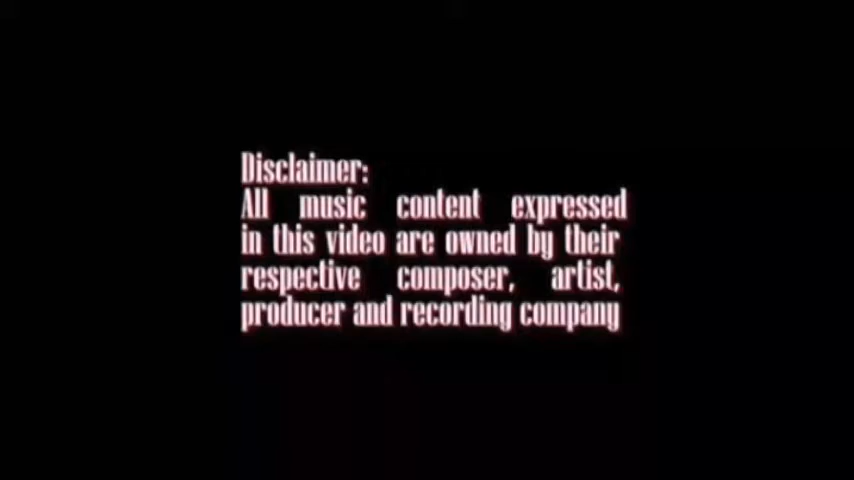 Disclaimer:
All music content expressed
in this video are owned by their
respective composer, artist,
producer and recording company